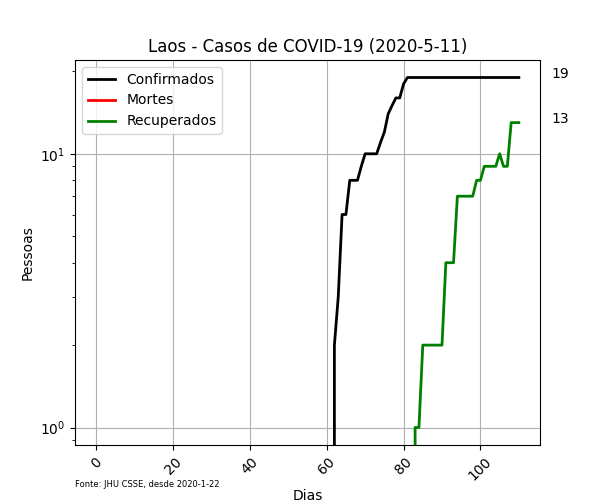 Laos - Casos de COVID-19 (2020-5-11)
Confirmados
Mortes
Recuperados
19
13
10¹
10⁰
Pessoas
0 20 40 60 80 100
Dias
Fonte: JHU CSSE, desde 2020-1-22